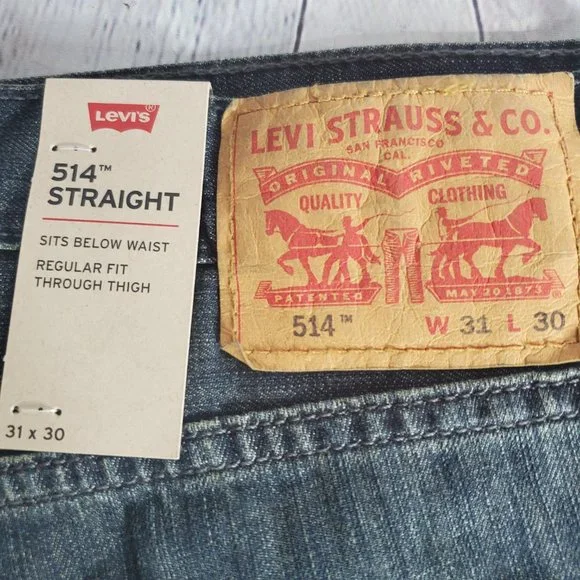 LEVI'S®
514™
STRAIGHT
SITS BELOW WAIST
REGULAR FIT
THROUGH THIGH
31 x 30
LEVI STRAUSS & CO.
SAN FRANCISCO
CAL.
ORIGINAL RIVETED
QUALITY CLOTHING
PATENTED MAY 20 1873
514™ W 31 L 30